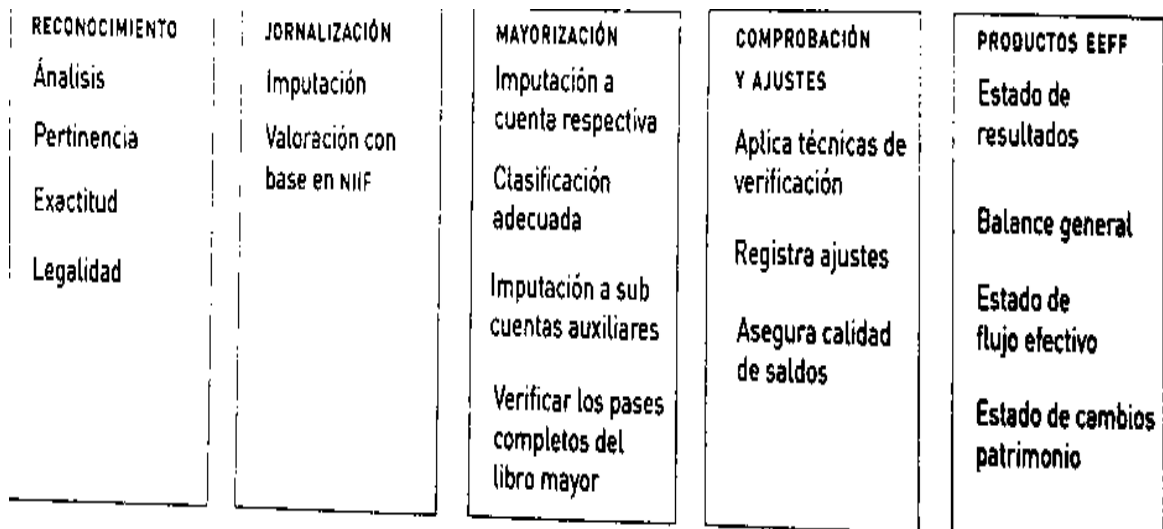 RECONOCIMIENTO
Ánalisis
Pertinencia
Exactitud
Legalidad
JORNALIZACIÓN
Imputación
Valoración con
base en NIIF
MAYORIZACIÓN
Imputación a
cuenta respectiva
Clasificación
adecuada
Imputación a sub
cuentas auxiliares
Verificar los pases
completos del
libro mayor
COMPROBACIÓN
Y AJUSTES
Aplica técnicas de
verificación
Registra ajustes
Asegura calidad
de saldos
PRODUCTOS EEFF
Estado de
resultados
Balance general
Estado de
flujo efectivo
Estado de cambios
patrimonio